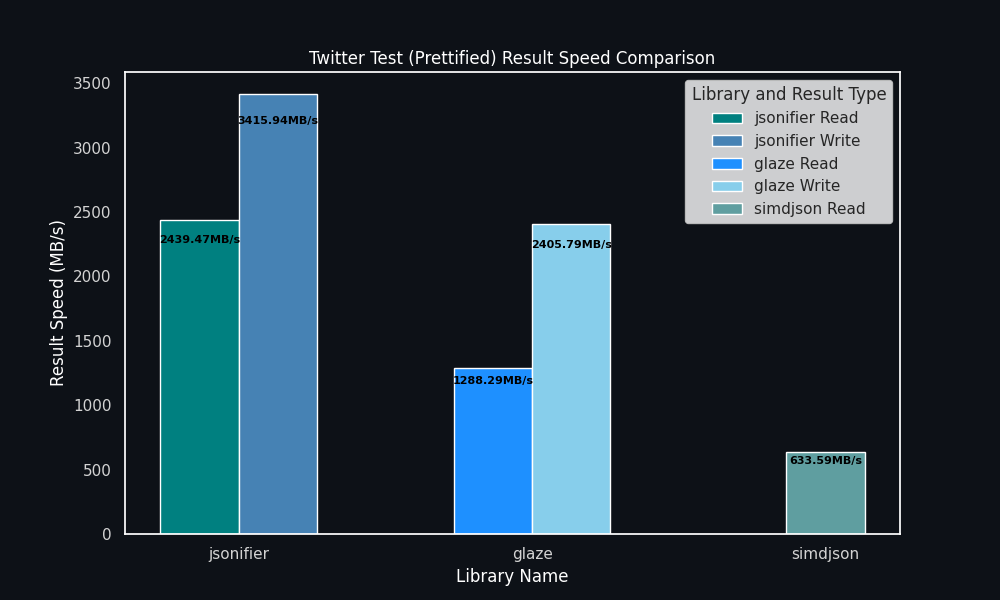 Twitter Test (Prettified) Result Speed Comparison
Result Speed (MB/s)
3500
3000
2500
2000
1500
1000
500
0
2439.47MB/s
3415.94MB/s
1288.29MB/s
2405.79MB/s
633.59MB/s
Library and Result Type
jsonifier Read
jsonifier Write
glaze Read
glaze Write
simdjson Read
jsonifier
glaze
simdjson
Library Name